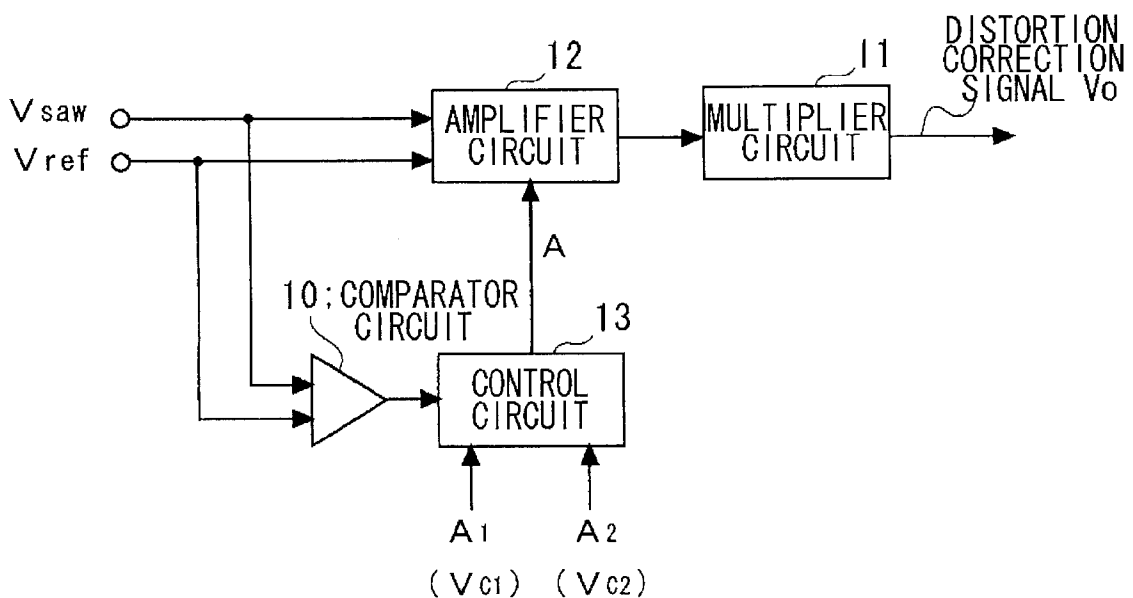 DISTORTION
CORRECTION
SIGNAL Vo
12
11
Vsaw
Vref
AMPLIFIER
CIRCUIT
MULTIPLIER
CIRCUIT
A
10;COMPARATOR
CIRCUIT
13
CONTROL
CIRCUIT
A1
A2
(VC1)
(VC2)